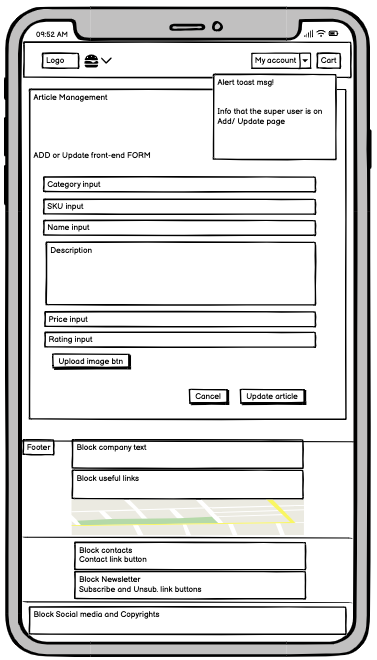 09:52 AM
Logo
My account
Cart
Alert toast msg!
Info that the super user is on
Add/ Update page
Article Management
ADD or Update front-end FORM
Category input
SKU input
Name input
Description
Price input
Rating input
Upload image btn
Cancel
Update article
Footer
Block company text
Block useful links
Block contacts
Contact link button
Block Newsletter
Subscribe and Unsub. link buttons
Block Social media and Copyrights